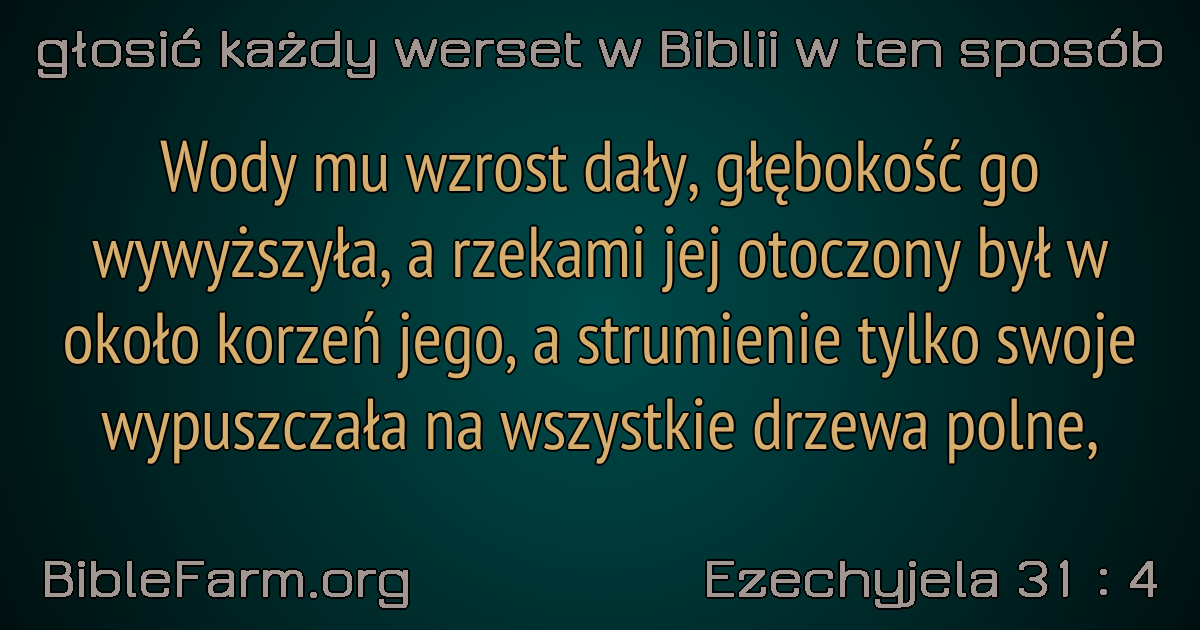 głosić każdy werset w Biblii w ten sposób
Wody mu wzrost dały, głębokość go
wywyższyła, a rzekami jej otoczony był w
około korzeń jego, a strumienie tylko swoje
wypuszczała na wszystkie drzewa polne,
BibleFarm.org
Ezechyjela 31 : 4